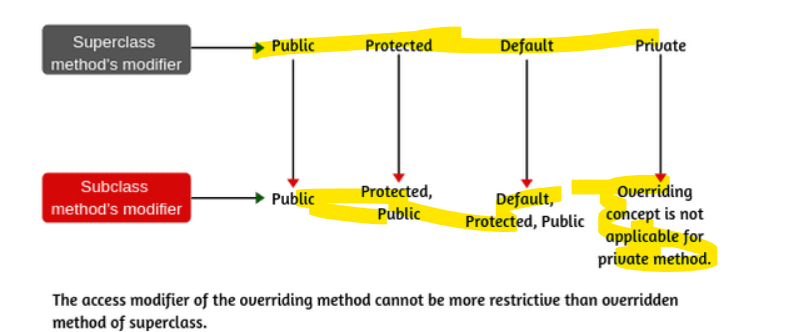 Superclass
method's modifier
Public Protected Default Private
Subclass
method's modifier
Public
Protected,
Public
Default,
Protected, Public
Overriding
concept is not
applicable for
private method.
The access modifier of the overriding method cannot be more restrictive than overridden
method of superclass.